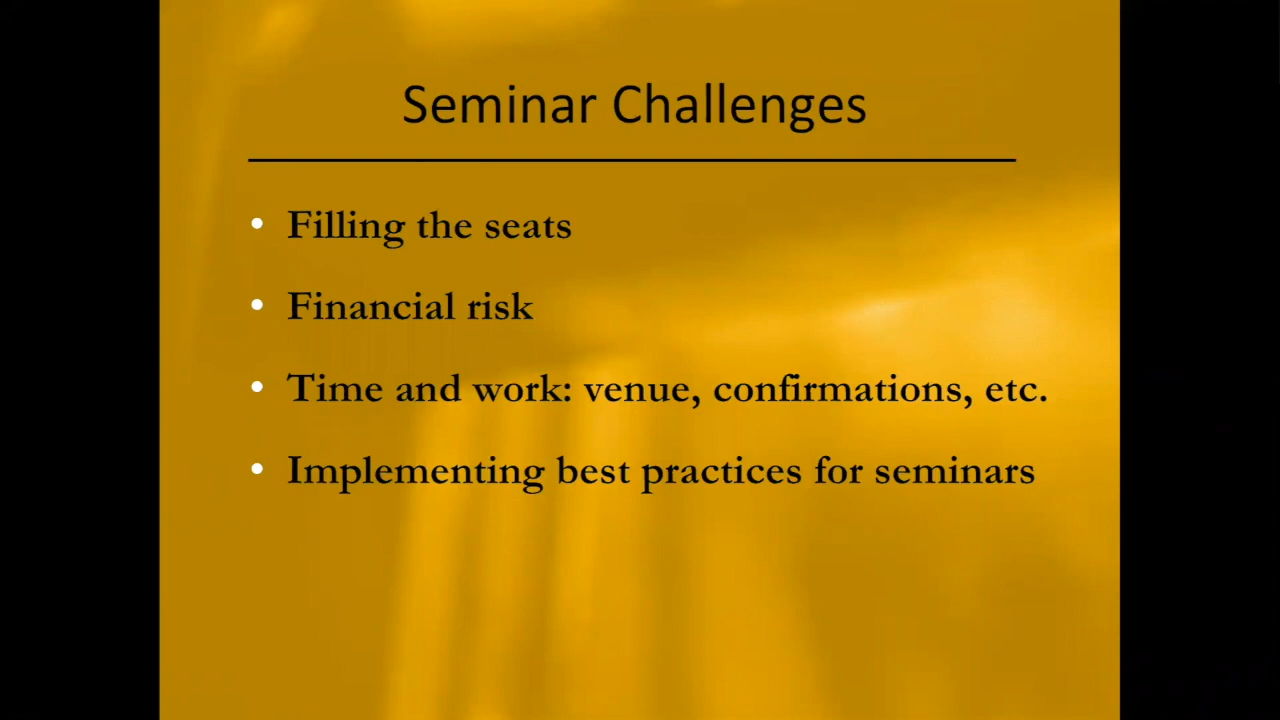 Seminar Challenges
• Filling the seats
• Financial risk
• Time and work: venue, confirmations, etc.
• Implementing best practices for seminars